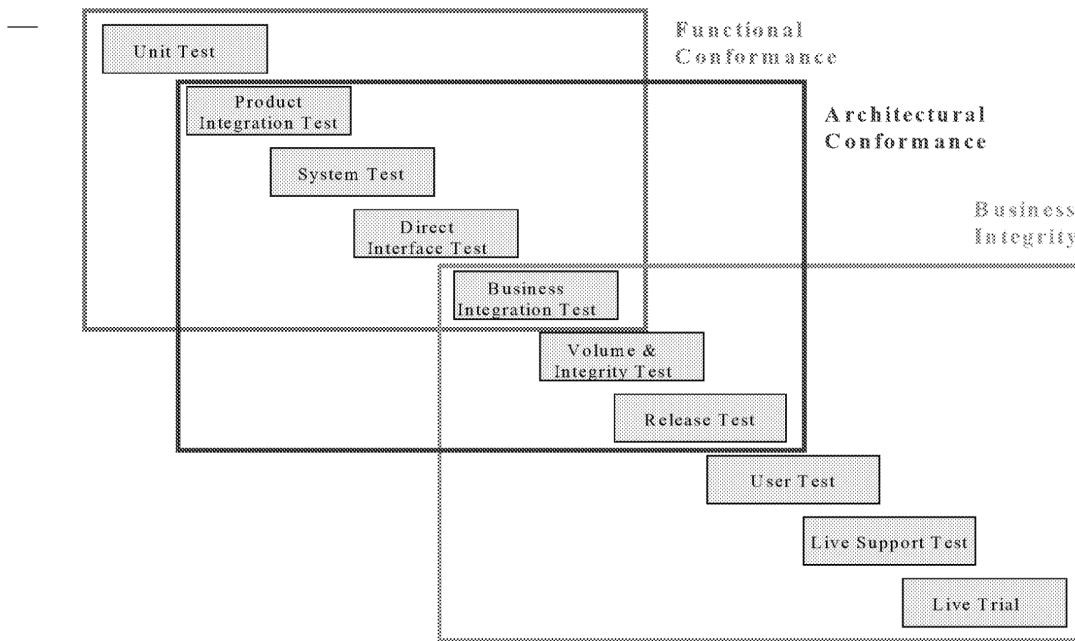 Functional
Conformance
Unit Test
Product
Integration Test
Architectural
Conformance
System Test
Business
Integrity
Direct
Interface Test
Business
Integration Test
Volume &
Integrity Test
Release Test
User Test
Live Support Test
Live Trial